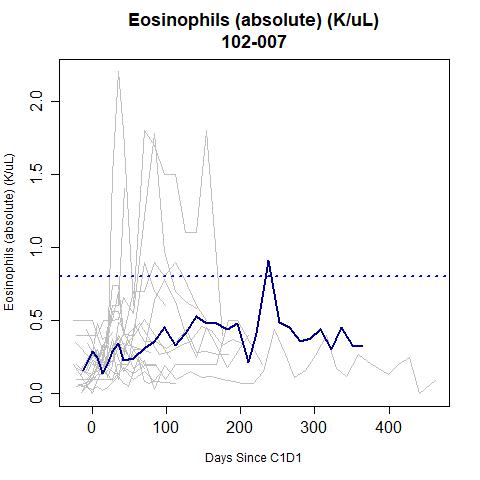 Eosinophils (absolute) (K/uL)
102-007
Eosinophils (absolute) (K/uL)
2.0
1.5
1.0
0.5
0.0
0 100 200 300 400
Days Since C1D1